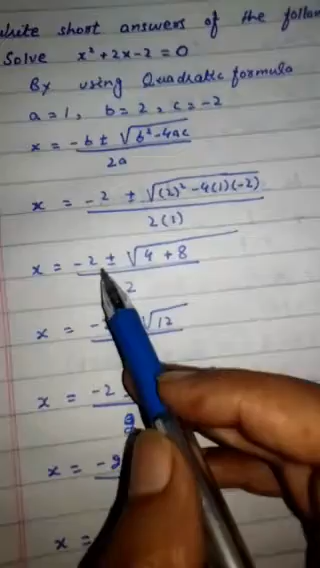 write short answers of the
Solve x² + 2x - 2 = 0
By using Quadratic formula
a = 1, b = 2, c = -2
x = -b ± √b² - 4ac
2a
x = -2 ± √(2)² - 4(1)(-2)
2(1)
x = -2 ± √4 + 8
2
x = - √12
x = -2
x = -2
x =